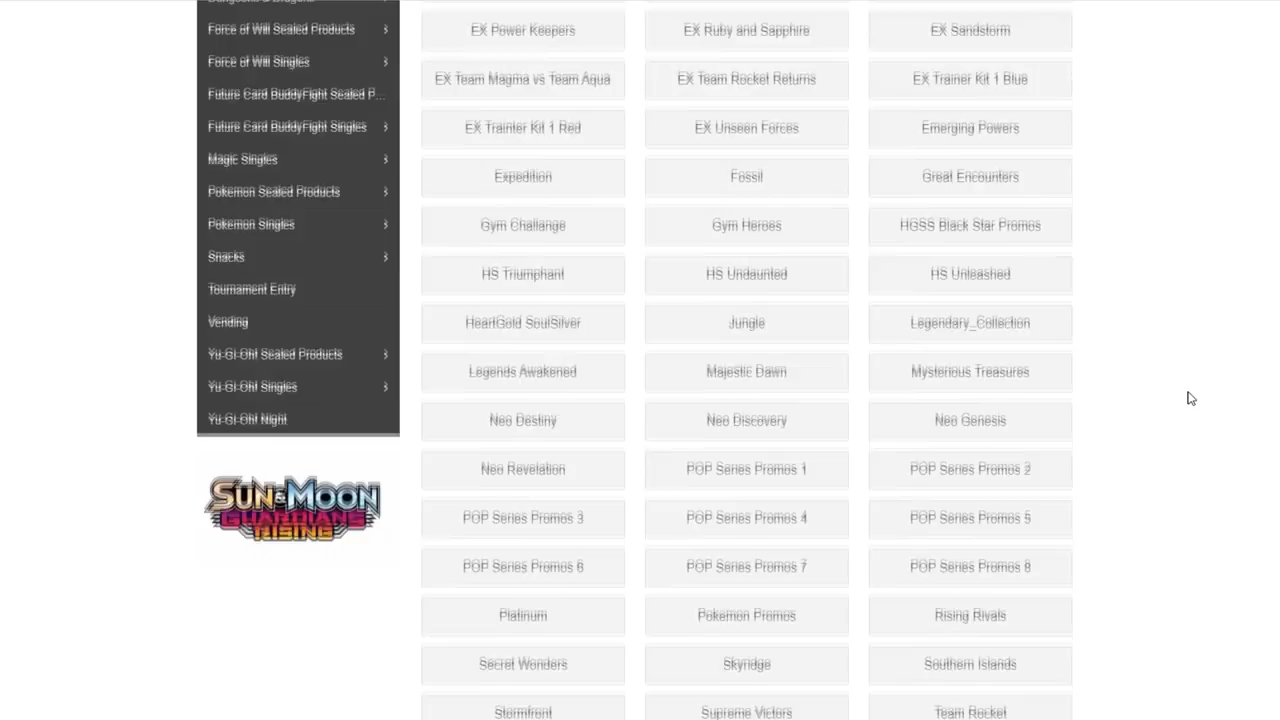 Dungeons & Dragons
Force of Will Sealed Products
Force of Will Singles
Future Card BuddyFight Sealed P...
Future Card BuddyFight Singles
Magic Singles
Pokemon Sealed Products
Pokemon Singles
Snacks
Tournament Entry
Vending
Yu-Gi-Oh! Sealed Products
Yu-Gi-Oh! Singles
Yu-Gi-Oh! Night
SUN & MOON
GUARDIANS
RISING
EX Power Keepers EX Ruby and Sapphire EX Sandstorm
EX Team Magma vs Team Aqua EX Team Rocket Returns EX Trainer Kit 1 Blue
EX Trainter Kit 1 Red EX Unseen Forces Emerging Powers
Expedition Fossil Great Encounters
Gym Challange Gym Heroes HGSS Black Star Promos
HS Triumphant HS Undaunted HS Unleashed
HeartGold SoulSilver Jungle Legendary_Collection
Legends Awakened Majestic Dawn Mysterious Treasures
Neo Destiny Neo Discovery Neo Genesis
Neo Revelation POP Series Promos 1 POP Series Promos 2
POP Series Promos 3 POP Series Promos 4 POP Series Promos 5
POP Series Promos 6 POP Series Promos 7 POP Series Promos 8
Platinum Pokemon Promos Rising Rivals
Secret Wonders Skyridge Southern Islands
Stormfront Supreme Victors Team Rocket